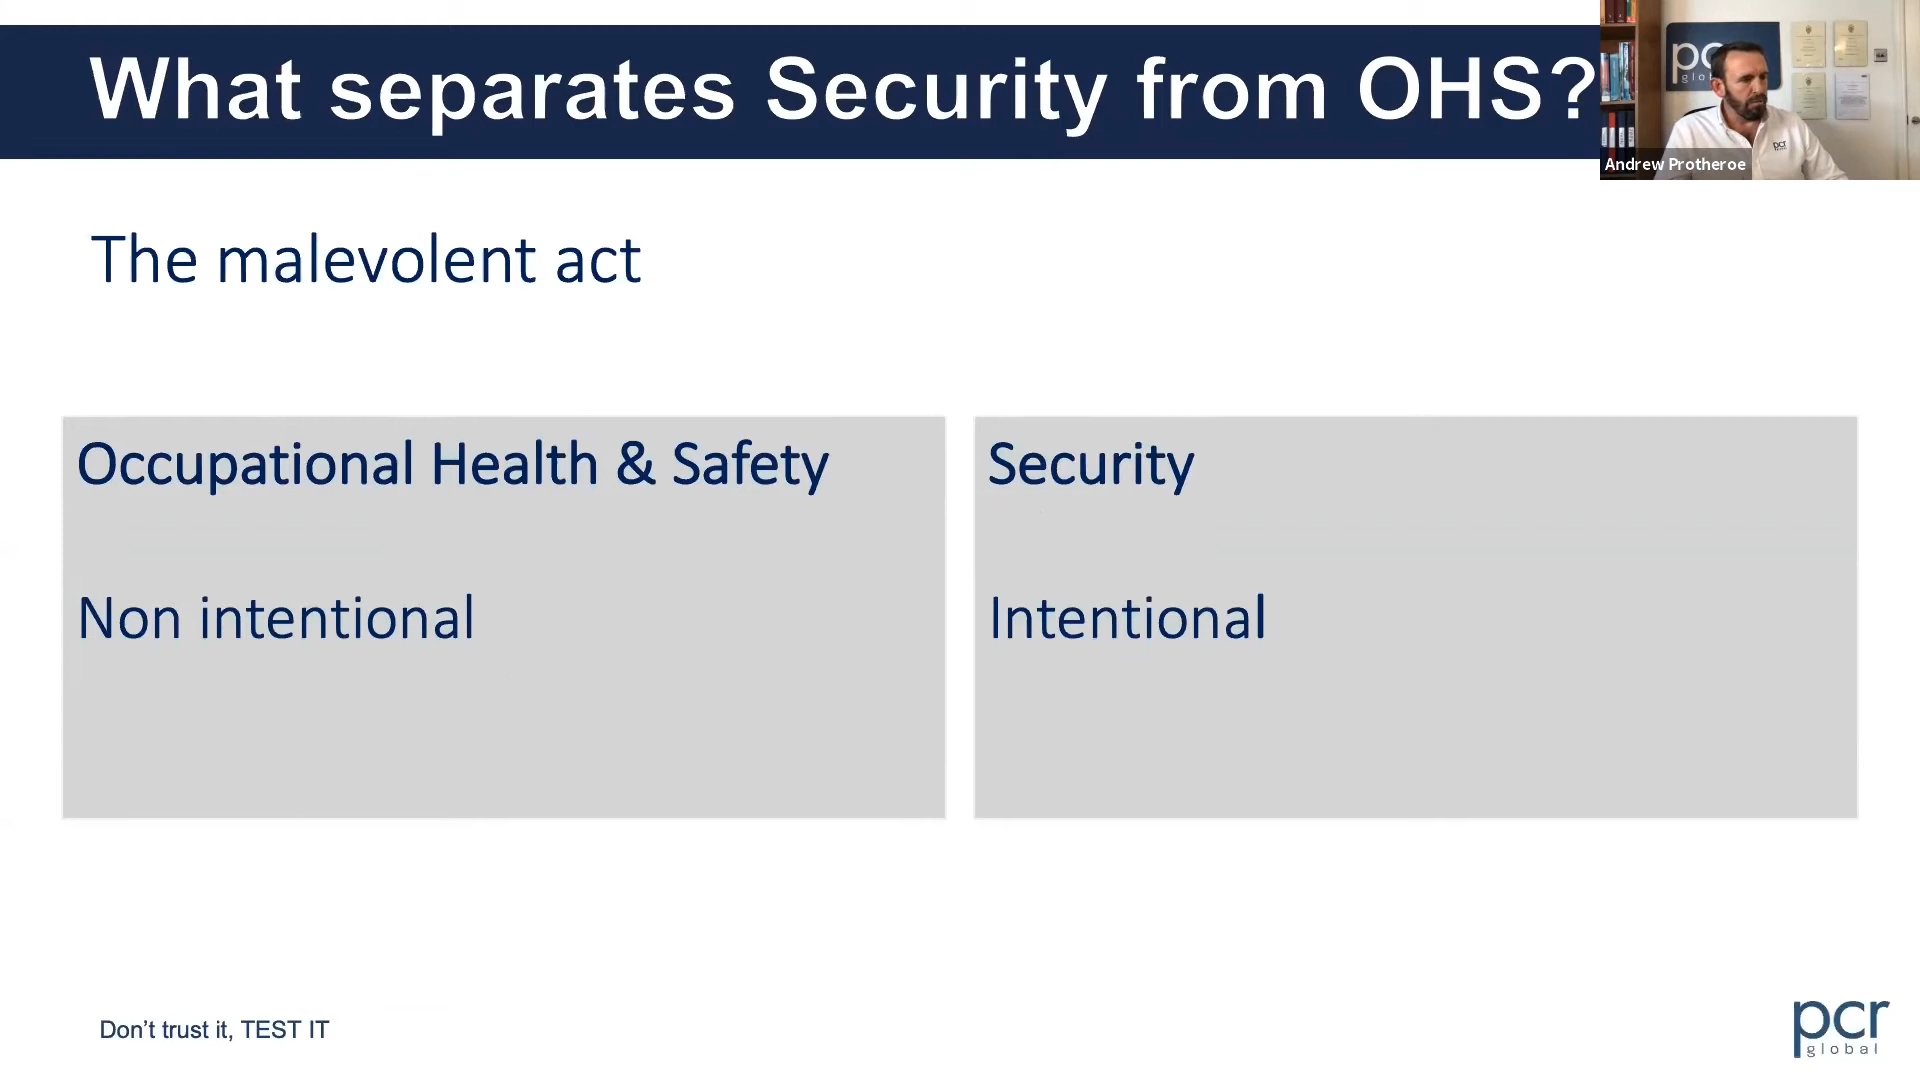 What separates Security from OHS?
Andrew Protheroe
pcr
The malevolent act
Occupational Health & Safety
Non intentional
Security
Intentional
Don't trust it, TEST IT
pcr
global